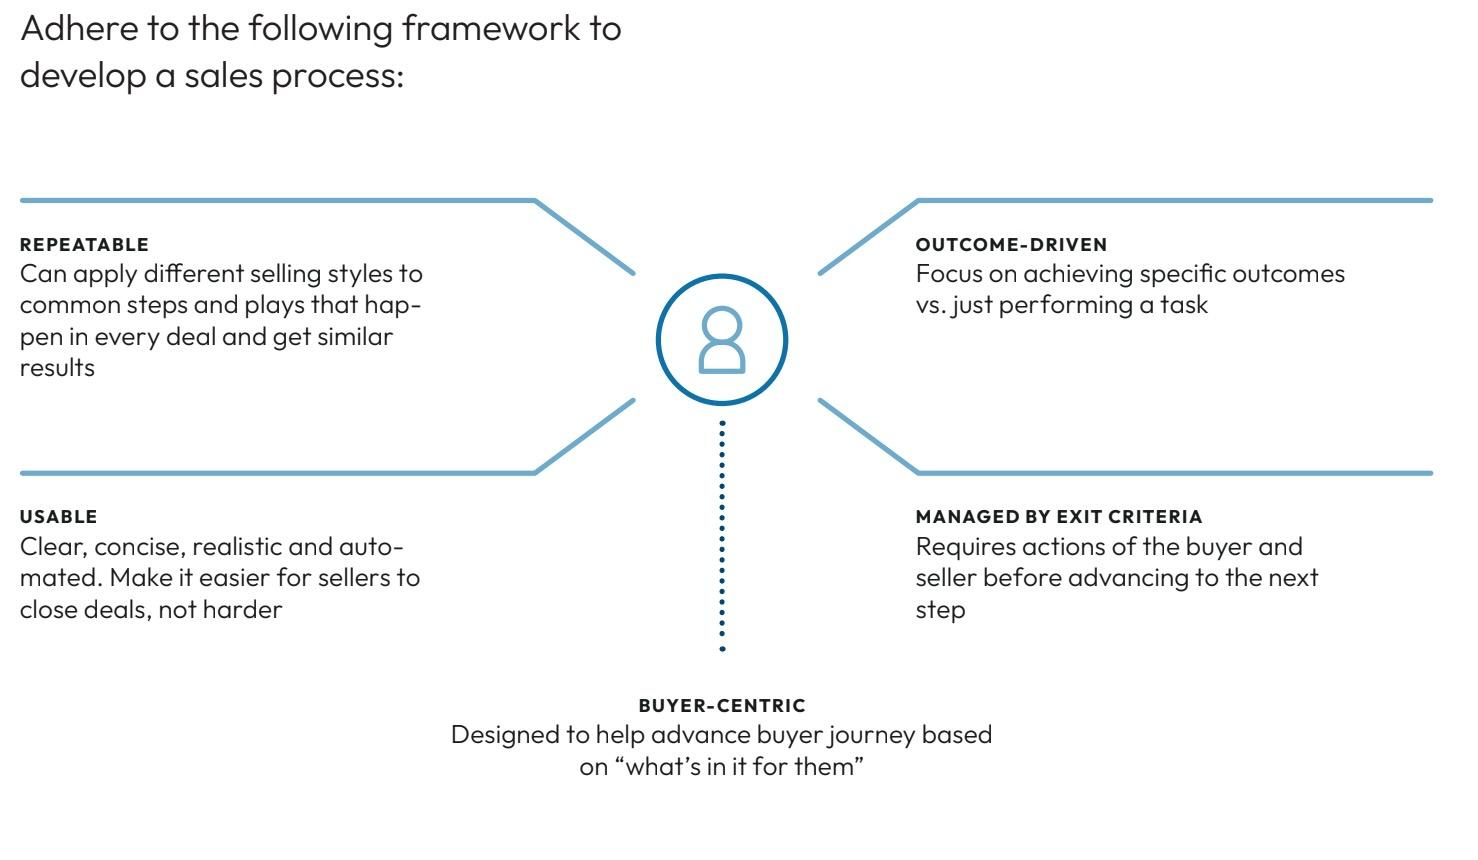 Adhere to the following framework to
develop a sales process:
REPEATABLE
Can apply different selling styles to
common steps and plays that hap-
pen in every deal and get similar
results
OUTCOME-DRIVEN
Focus on achieving specific outcomes
vs. just performing a task
USABLE
Clear, concise, realistic and auto-
mated. Make it easier for sellers to
close deals, not harder
MANAGED BY EXIT CRITERIA
Requires actions of the buyer and
seller before advancing to the next
step
BUYER-CENTRIC
Designed to help advance buyer journey based
on “what’s in it for them”